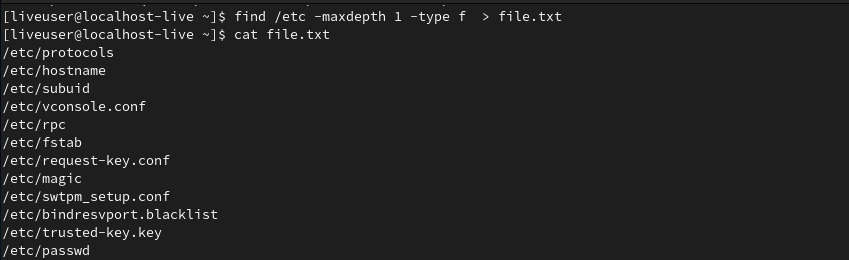 [liveuser@localhost-live ~]$ find /etc -maxdepth 1 -type f  > file.txt
[liveuser@localhost-live ~]$ cat file.txt
/etc/protocols
/etc/hostname
/etc/subuid
/etc/vconsole.conf
/etc/rpc
/etc/fstab
/etc/request-key.conf
/etc/magic
/etc/swtpm_setup.conf
/etc/bindresvport.blacklist
/etc/trusted-key.key
/etc/passwd